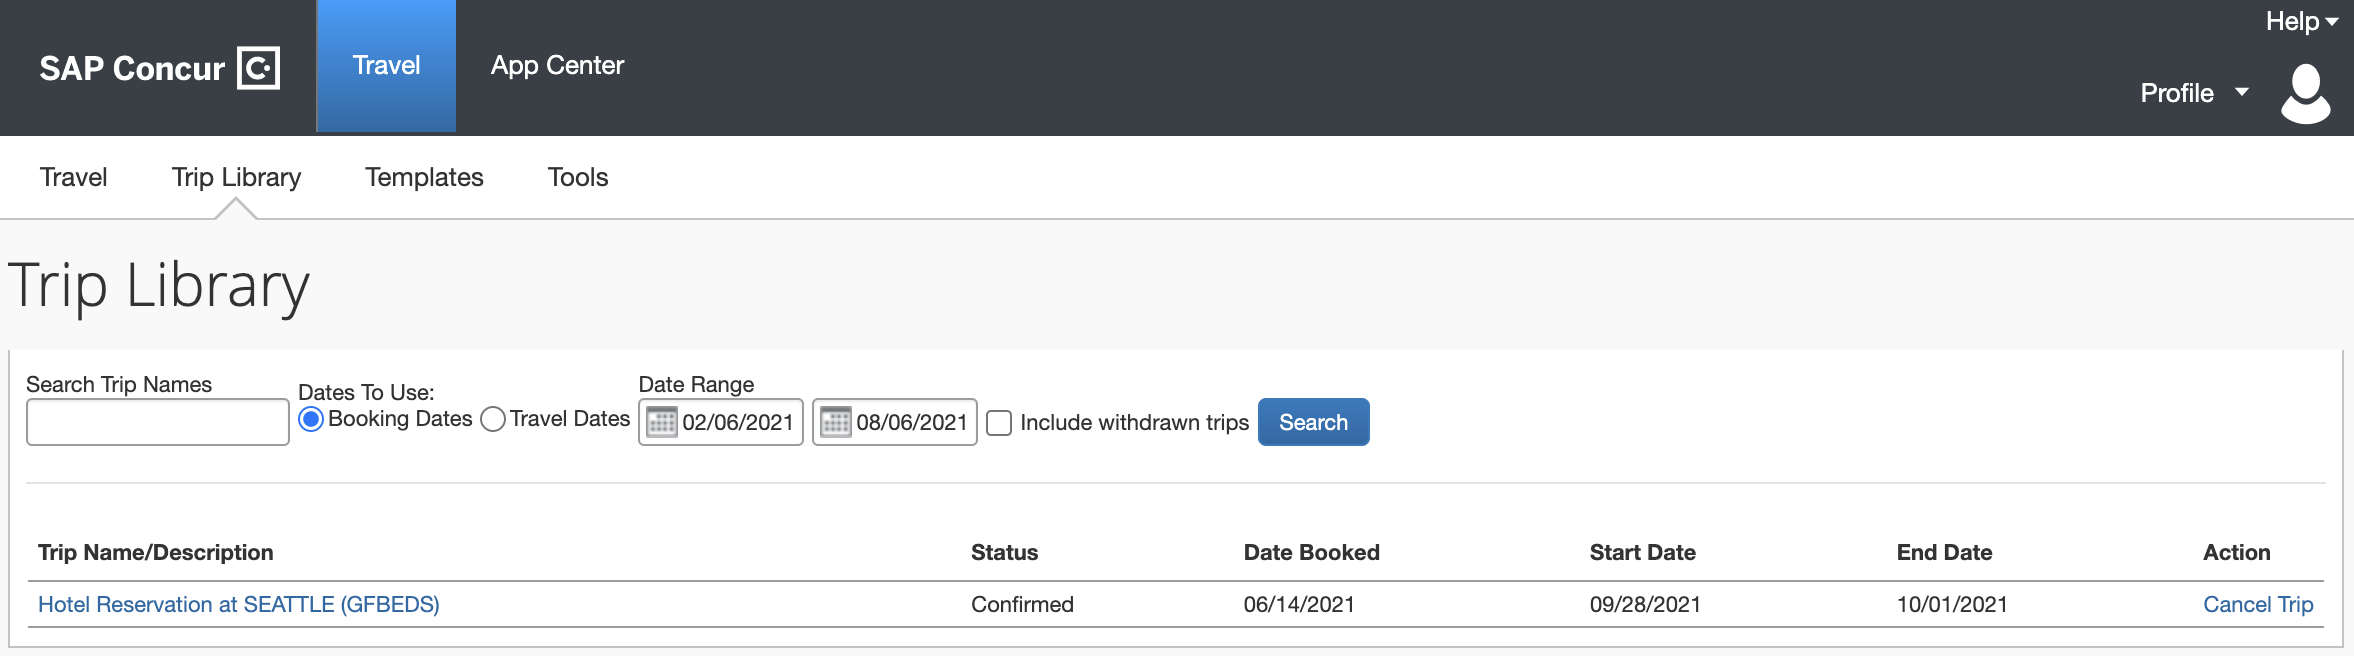 Help
SAP Concur
Travel
App Center
Profile
Travel
Trip Library
Templates
Tools
Trip Library
Search Trip Names
Dates To Use:
Booking Dates
Travel Dates
Date Range
02/06/2021
08/06/2021
Include withdrawn trips
Search
Trip Name/Description Status Date Booked Start Date End Date Action
Hotel Reservation at SEATTLE (GFBEDS) Confirmed 06/14/2021 09/28/2021 10/01/2021 Cancel Trip